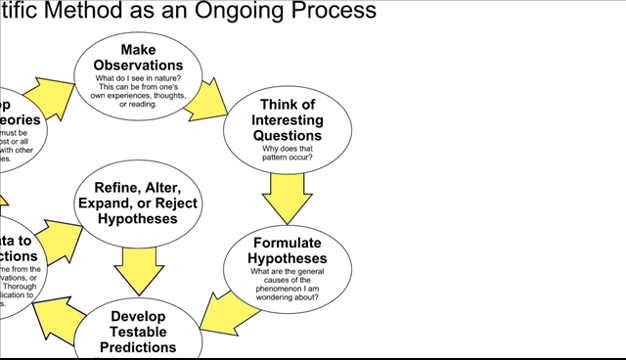 tific Method as an Ongoing Process
Make
Observations
What do I see in nature?
This can be from one's
own experiences, thoughts,
or reading.
Think of
Interesting
Questions
Why does that
pattern occur?
op
eories
must be
ost or all
with other
ies.
Refine, Alter,
Expand, or Reject
Hypotheses
Formulate
Hypotheses
What are the general
causes of the
phenomenon I am
wondering about?
ata to
ctions
me from the
vations, or
Thorough
lication to
s.
Develop
Testable
Predictions